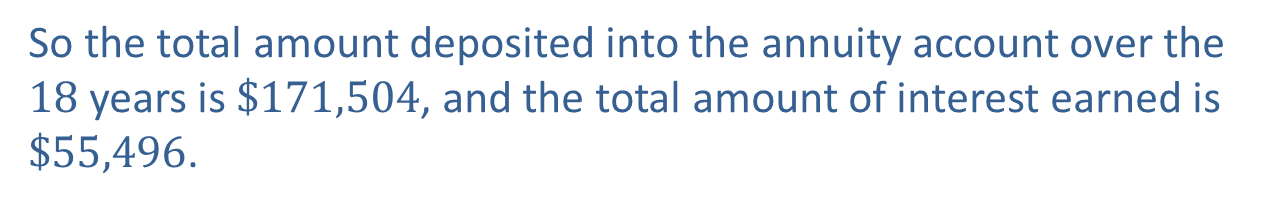 So the total amount deposited into the annuity account over the
18 years is $171,504, and the total amount of interest earned is
$55,496.